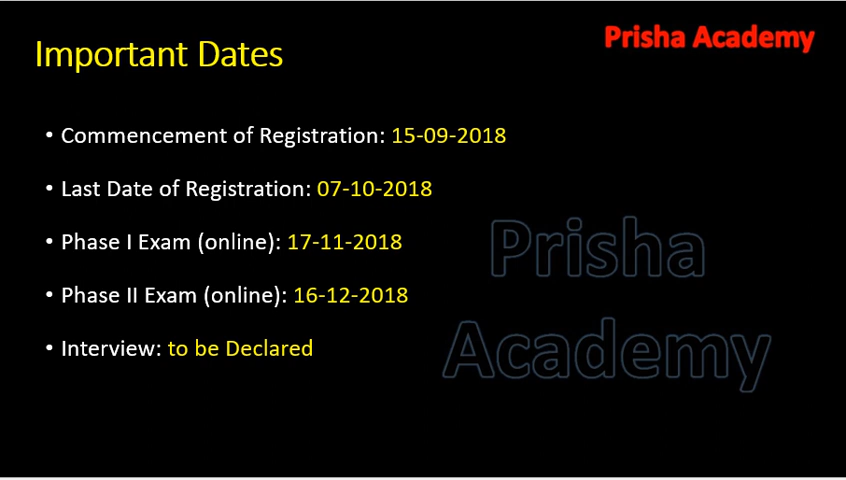 Important Dates
Prisha Academy
• Commencement of Registration: 15-09-2018
• Last Date of Registration: 07-10-2018
• Phase I Exam (online): 17-11-2018
• Phase II Exam (online): 16-12-2018
• Interview: to be Declared
Prisha
Academy